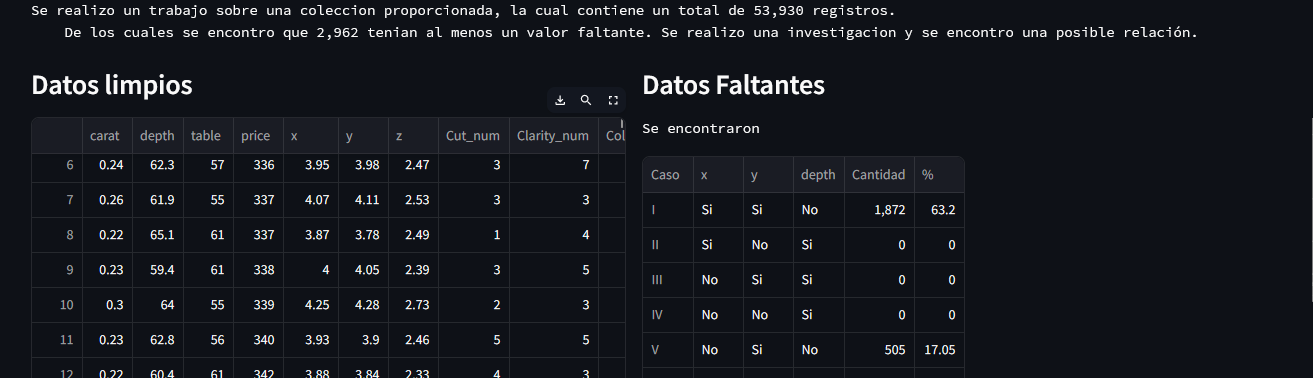 Se realizo un trabajo sobre una coleccion proporcionada, la cual contiene un total de 53,930 registros.
De los cuales se encontro que 2,962 tenian al menos un valor faltante. Se realizo una investigacion y se encontro una posible relación.
Datos limpios
carat depth table price x y z Cut_num Clarity_num Col
6 0.24 62.3 57 336 3.95 3.98 2.47 3 7
7 0.26 61.9 55 337 4.07 4.11 2.53 3 3
8 0.22 65.1 61 337 3.87 3.78 2.49 1 4
9 0.23 59.4 61 338 4 4.05 2.39 3 5
10 0.3 64 55 339 4.25 4.28 2.73 2 3
11 0.23 62.8 56 340 3.93 3.9 2.46 5 5
12 0.22 60.4 61 342 3.88 3.84 2.33 4 3
Datos Faltantes
Se encontraron
Caso x y depth Cantidad %
I Si Si No 1,872 63.2
II Si No Si 0 0
III No Si Si 0 0
IV No No Si 0 0
V No Si No 505 17.05